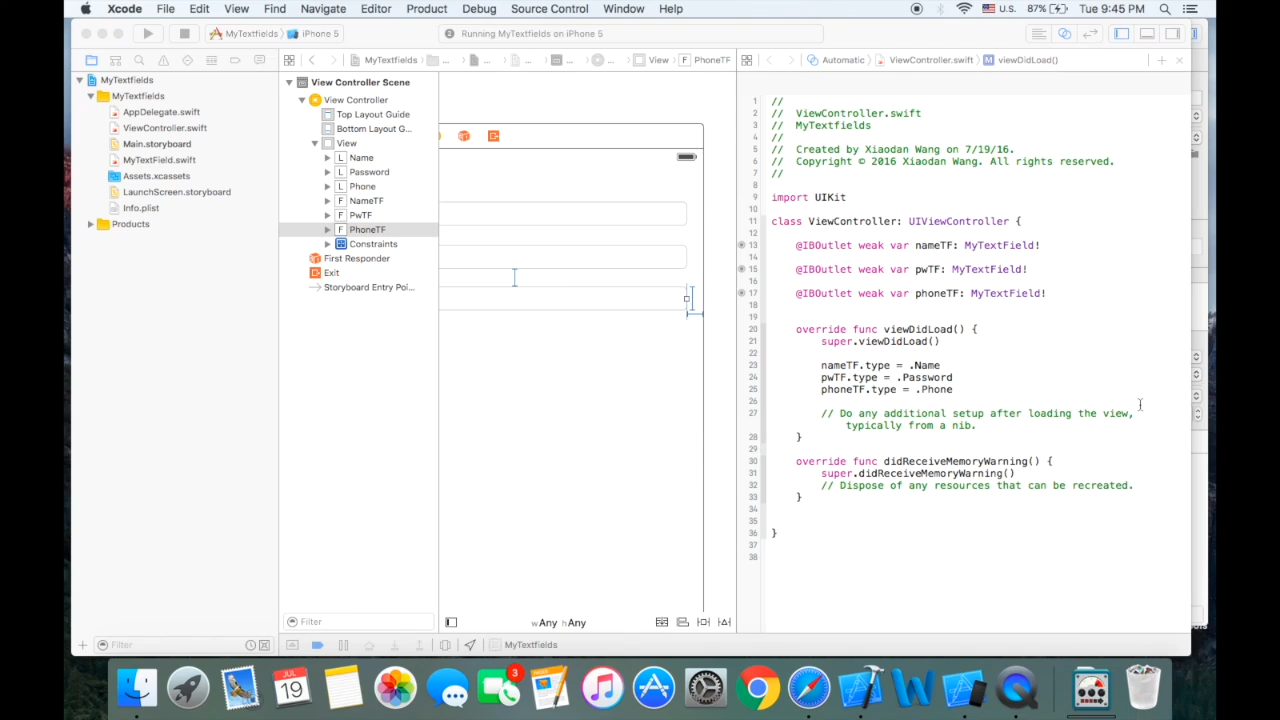 Xcode File Edit View Find Navigate Editor Product Debug Source Control Window Help U.S. 87% Tue 9:45 PM
MyTextfields iPhone 5 Running MyTextfields on iPhone 5
MyTextfields View F PhoneTF Automatic ViewController.swift M viewDidLoad()
MyTextfields
MyTextfields
AppDelegate.swift
ViewController.swift
Main.storyboard
MyTextField.swift
Assets.xcassets
LaunchScreen.storyboard
Info.plist
Products
View Controller Scene
View Controller
Top Layout Guide
Bottom Layout G...
View
L Name
L Password
L Phone
F NameTF
F PwTF
F PhoneTF
Constraints
First Responder
Exit
Storyboard Entry Poi...
1 //
2 // ViewController.swift
3 // MyTextfields
4 //
5 // Created by Xiaodan Wang on 7/19/16.
6 // Copyright © 2016 Xiaodan Wang. All rights reserved.
7 //
8
9 import UIKit
10
11 class ViewController: UIViewController {
12
13 @IBOutlet weak var nameTF: MyTextField!
14
15 @IBOutlet weak var pwTF: MyTextField!
16
17 @IBOutlet weak var phoneTF: MyTextField!
18
19
20 override func viewDidLoad() {
21 super.viewDidLoad()
22
23 nameTF.type = .Name
24 pwTF.type = .Password
25 phoneTF.type = .Phone
26
27 // Do any additional setup after loading the view,
typically from a nib.
28 }
29
30 override func didReceiveMemoryWarning() {
31 super.didReceiveMemoryWarning()
32 // Dispose of any resources that can be recreated.
33 }
34
35
36 }
37
38
Filter wAny hAny
Filter MyTextfields
JUL
19
3